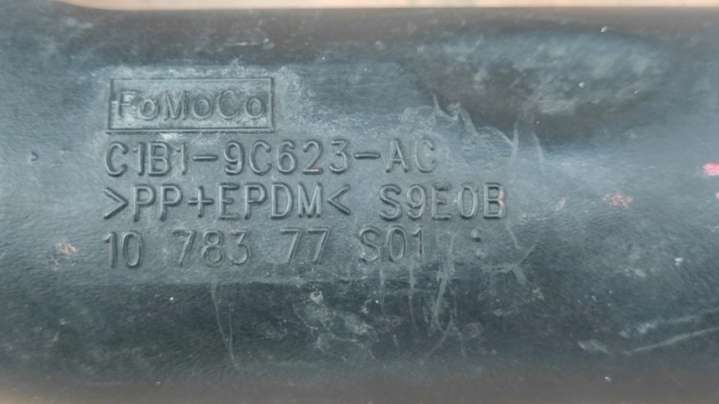 FoMoCo
C1B1-9C623-AC
>PP+EPDM< S9E0B
10 783 77 S01